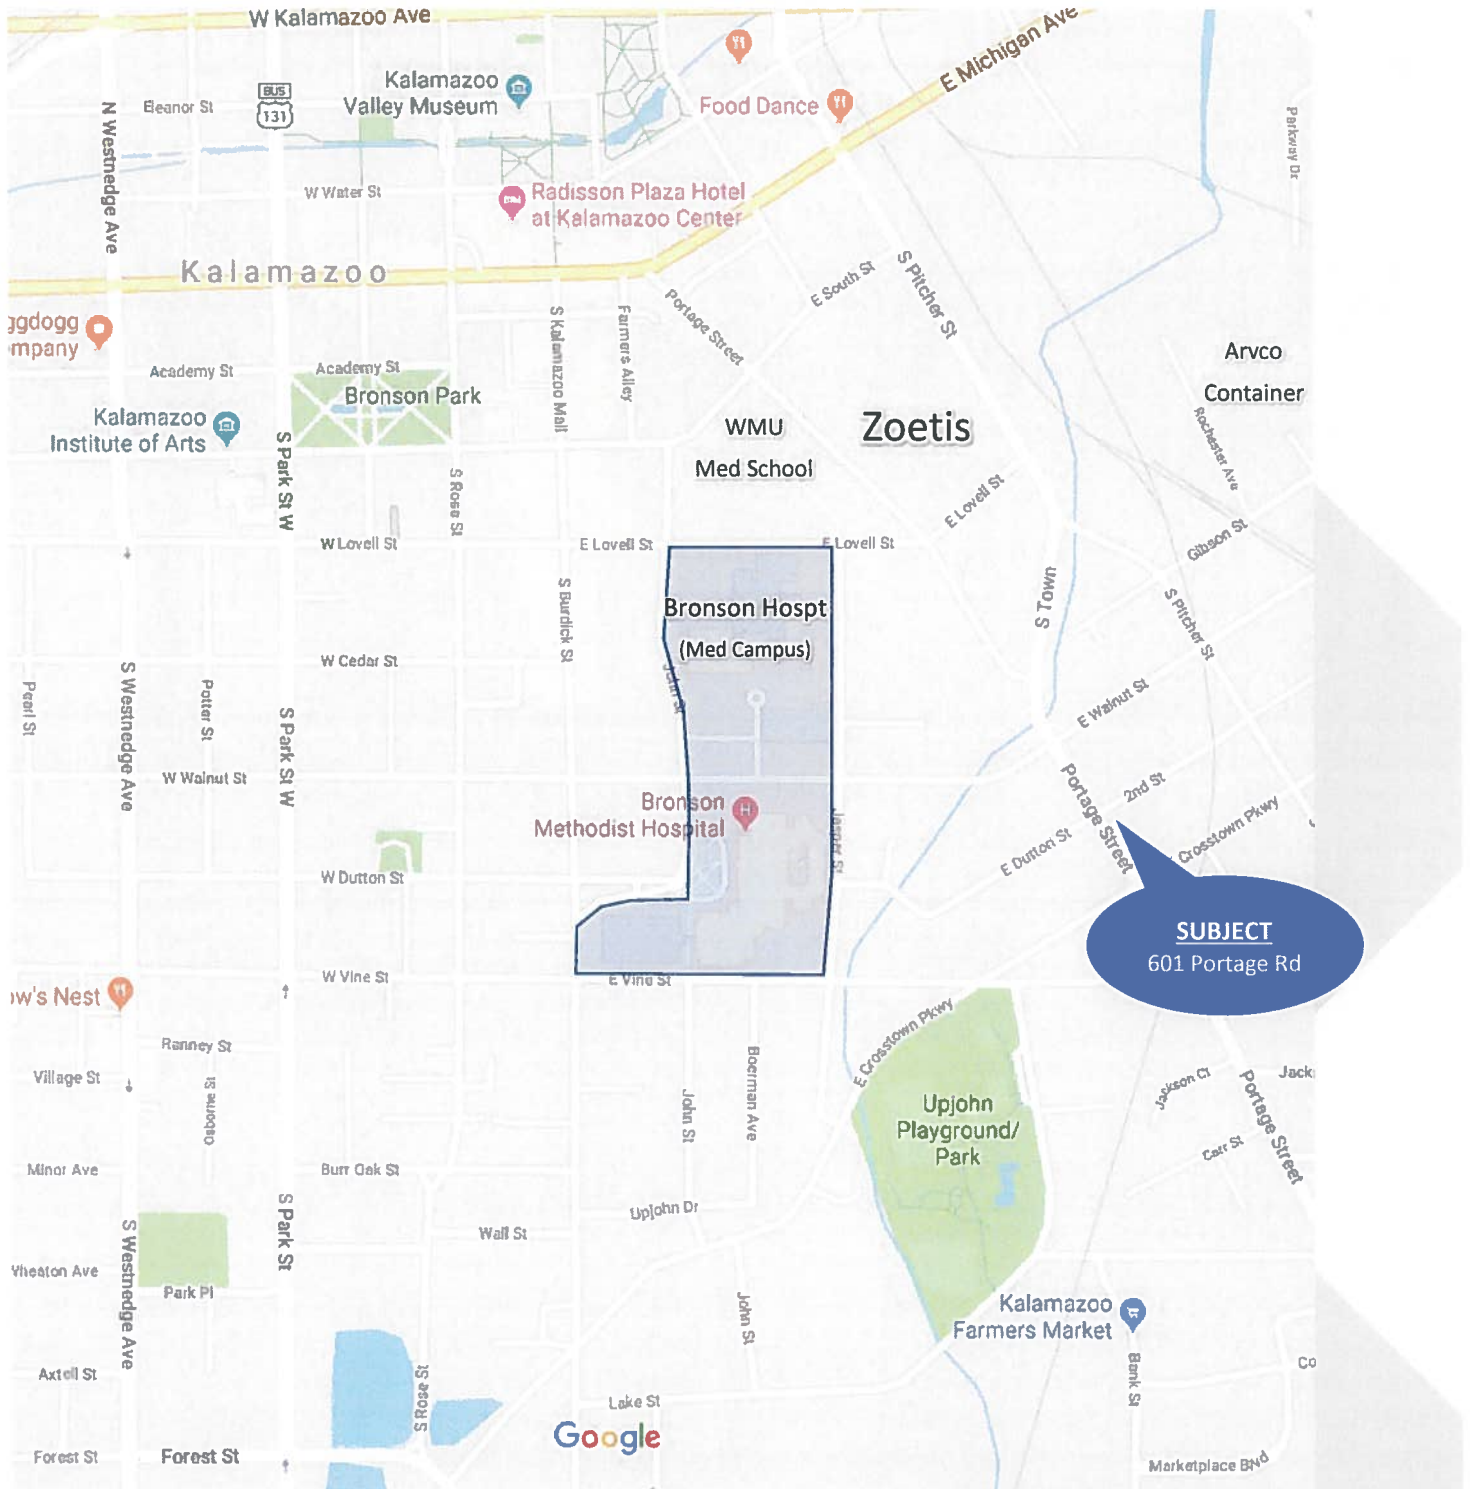 W Kalamazoo Ave
E Michigan Ave
Kalamazoo
Valley Museum
BUS
131
Eleanor St
N Westnedge Ave
Food Dance
Parkway Dr
W Water St
Radisson Plaza Hotel
at Kalamazoo Center
Kalamazoo
E South St
S Pitcher St
Portage Street
S Kalamazoo Mall
Farmers Alley
ggdogg
mpany
Academy St
Academy St
Bronson Park
Arvco
Container
Kalamazoo
Institute of Arts
WMU
Med School
Zoetis
Rochester Ave
S Park St W
S Rose St
E Lovell St
W Lovell St
E Lovell St
E Lovell St
Gibson St
S Burdick St
Bronson Hospt
(Med Campus)
S Town
S Pitcher St
W Cedar St
John St
Pearl St
S Westnedge Ave
Potter St
S Park St W
E Walnut St
W Walnut St
Portage Street
2nd St
Bronson
Methodist Hospital
Jasper St
E Dutton St
Crosstown Pkwy
W Dutton St
SUBJECT
601 Portage Rd
W Vine St
E Vine St
ow's Nest
E Crosstown Pkwy
Ranney St
Village St
Osborne St
John St
Boerman Ave
Upjohn
Playground/
Park
Jackson Ct
Jack
Portage Street
Carr St
Minor Ave
Burr Oak St
S Park St
Upjohn Dr
Wall St
S Westnedge Ave
Wheaton Ave
Park Pl
John St
Kalamazoo
Farmers Market
Axtell St
S Rose St
Bank St
Co
Lake St
Google
Forest St
Forest St
Marketplace Blvd